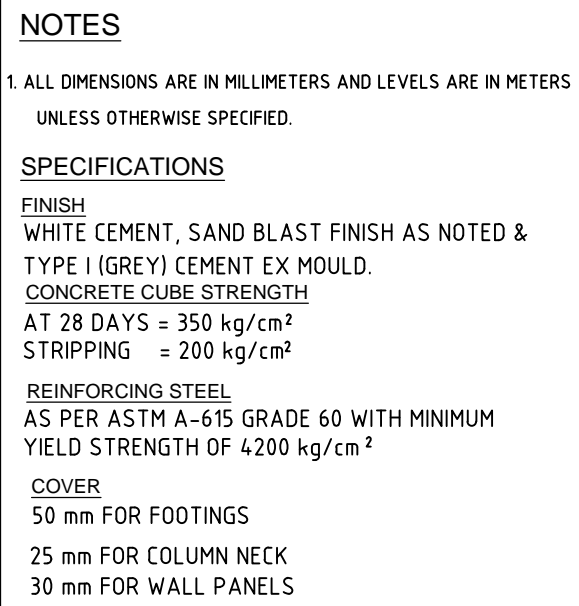 NOTES
1. ALL DIMENSIONS ARE IN MILLIMETERS AND LEVELS ARE IN METERS
UNLESS OTHERWISE SPECIFIED.
SPECIFICATIONS
FINISH
WHITE CEMENT, SAND BLAST FINISH AS NOTED &
TYPE I (GREY) CEMENT EX MOULD.
CONCRETE CUBE STRENGTH
AT 28 DAYS = 350 kg/cm²
STRIPPING = 200 kg/cm²
REINFORCING STEEL
AS PER ASTM A-615 GRADE 60 WITH MINIMUM
YIELD STRENGTH OF 4200 kg/cm²
COVER
50 mm FOR FOOTINGS
25 mm FOR COLUMN NECK
30 mm FOR WALL PANELS